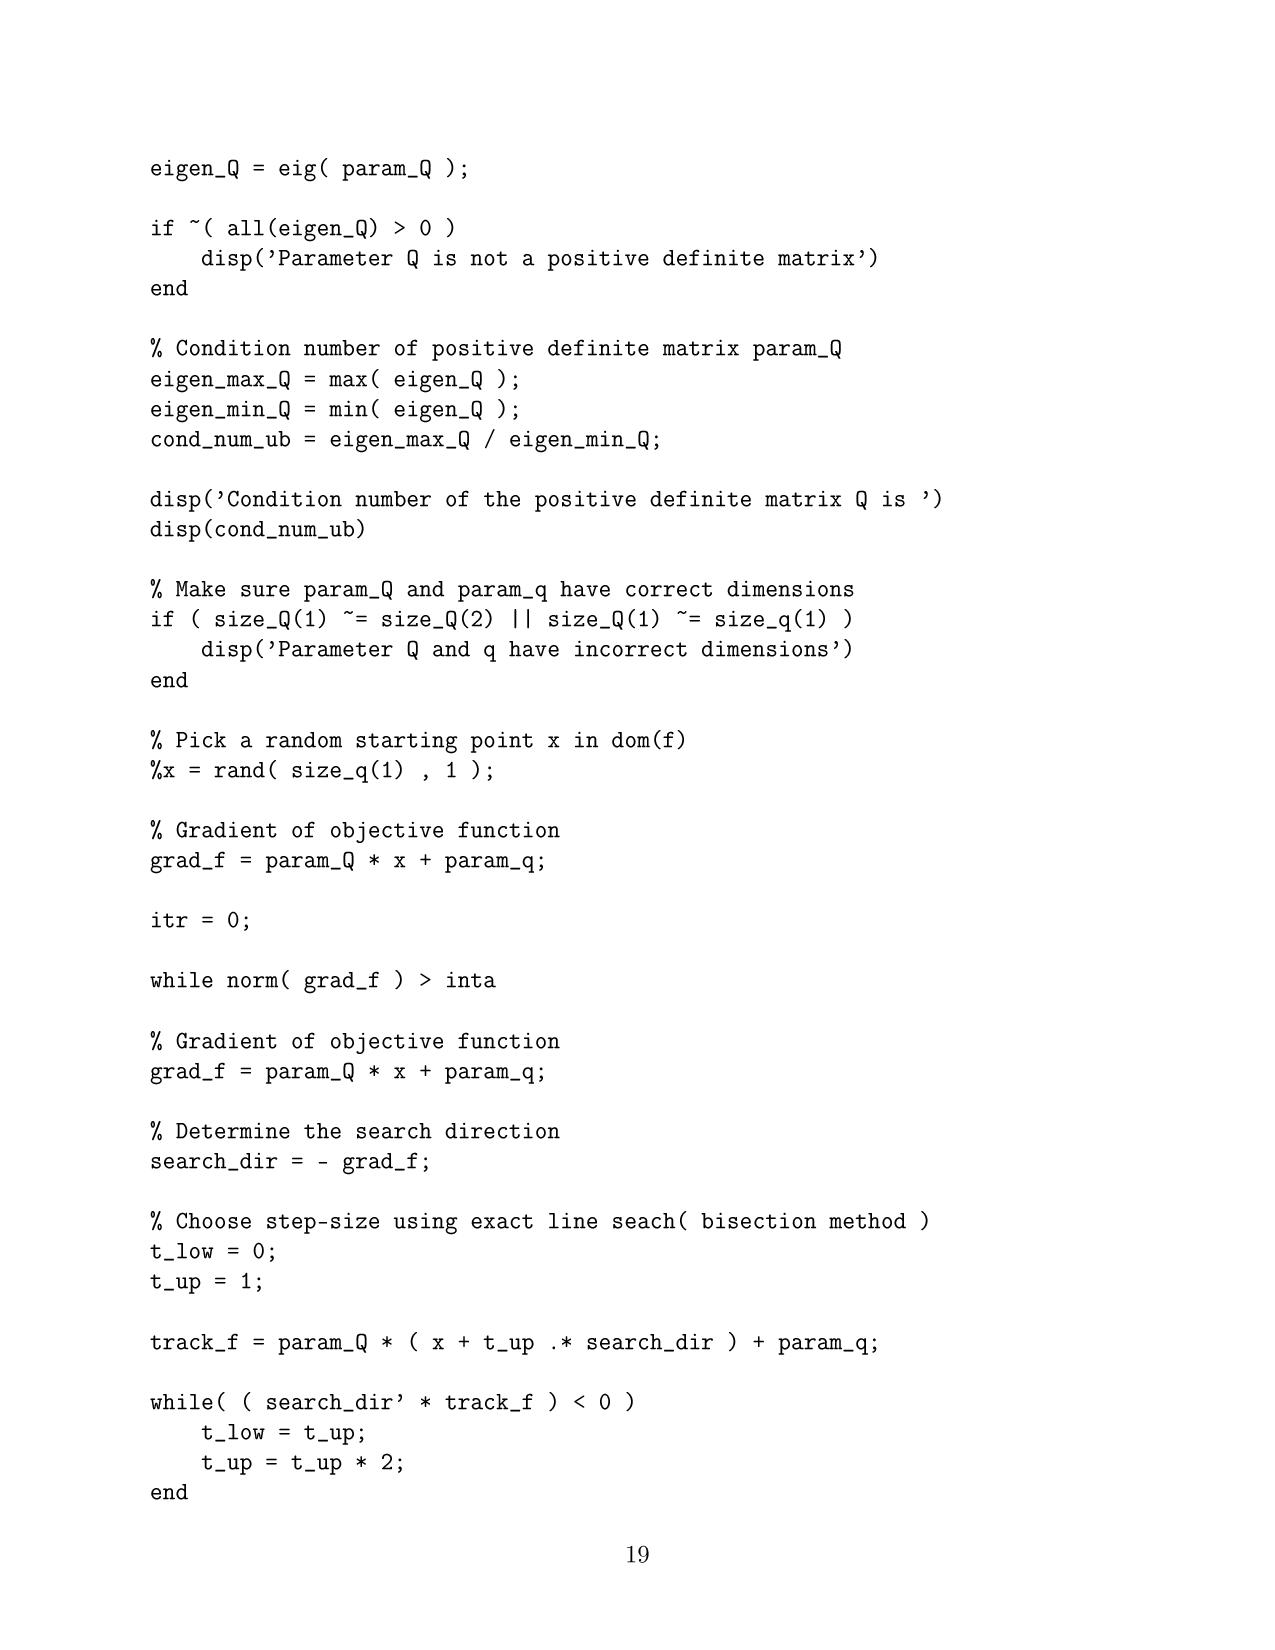 eigen_Q = eig( param_Q );
if ~( all(eigen_Q) > 0 )
    disp(’Parameter Q is not a positive definite matrix’)
end
% Condition number of positive definite matrix param_Q
eigen_max_Q = max( eigen_Q );
eigen_min_Q = min( eigen_Q );
cond_num_ub = eigen_max_Q / eigen_min_Q;
disp(’Condition number of the positive definite matrix Q is ’)
disp(cond_num_ub)
% Make sure param_Q and param_q have correct dimensions
if ( size_Q(1) ~= size_Q(2) || size_Q(1) ~= size_q(1) )
    disp(’Parameter Q and q have incorrect dimensions’)
end
% Pick a random starting point x in dom(f)
%x = rand( size_q(1) , 1 );
% Gradient of objective function
grad_f = param_Q * x + param_q;
itr = 0;
while norm( grad_f ) > inta
% Gradient of objective function
grad_f = param_Q * x + param_q;
% Determine the search direction
search_dir = - grad_f;
% Choose step-size using exact line seach( bisection method )
t_low = 0;
t_up = 1;
track_f = param_Q * ( x + t_up .* search_dir ) + param_q;
while( ( search_dir’ * track_f ) < 0 )
    t_low = t_up;
    t_up = t_up * 2;
end
19